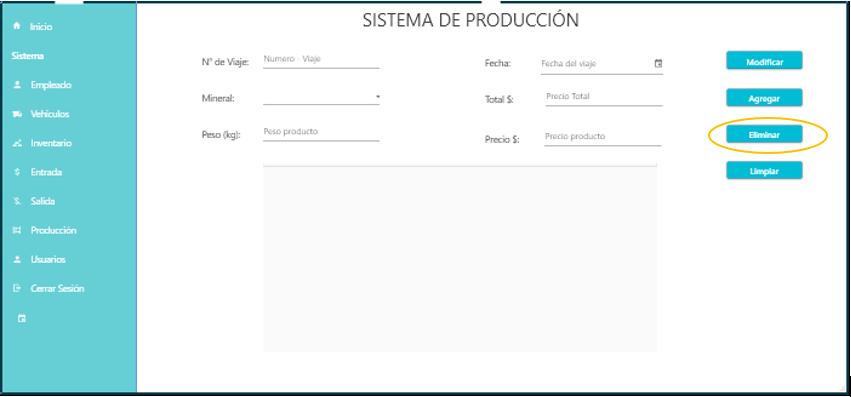 SISTEMA DE PRODUCCIÓN
Inicio
Sistema
Empleado
Vehículos
Inventario
Entrada
Salida
Producción
Usuarios
Cerrar Sesión
N° de Viaje: Numero - Viaje
Fecha: Fecha del viaje
Modificar
Mineral:
Total $: Precio Total
Agregar
Peso (kg): Peso producto
Precio $: Precio producto
Eliminar
Limpiar